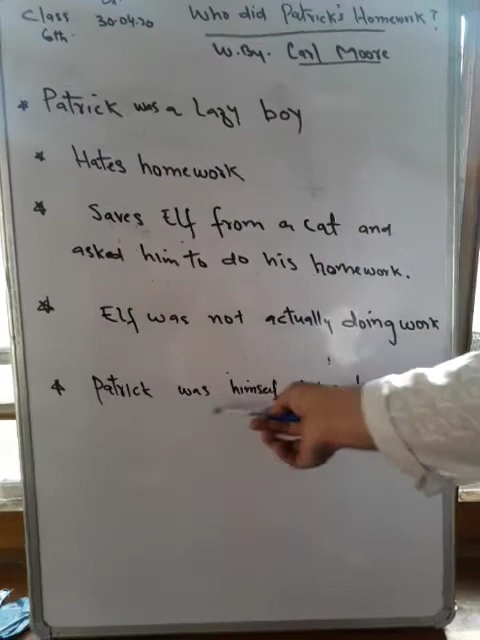 Class 30.04.20 Who did Patrick's Homework?
6th.
W.By. Carl Moore
* Patrick was a Lazy boy
* Hates homework
* Saves Elf from a cat and
asked him to do his homework.
* Elf was not actually doing work
* Patrick was himself